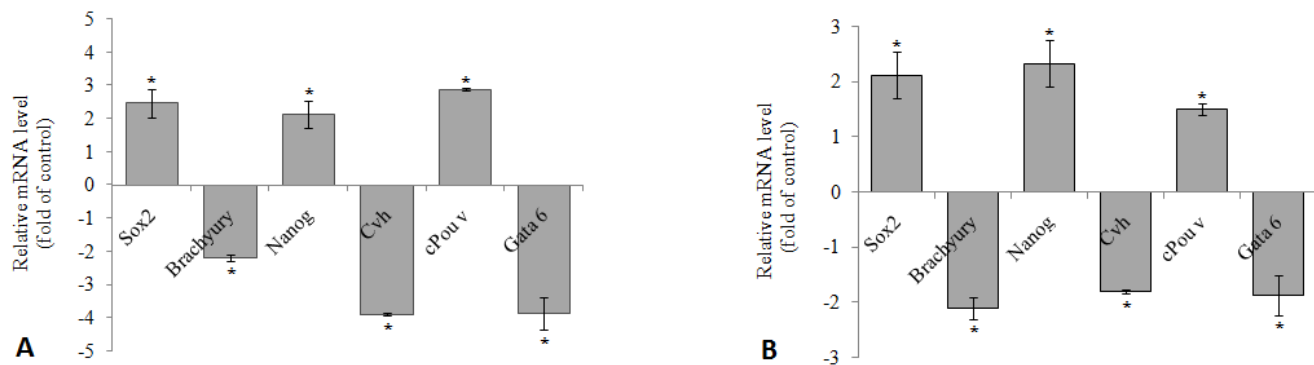 5
4
3
2
1
0
-1
-2
-3
-4
-5
Relative mRNA level
(fold of control)
*
*
*
*
*
*
Sox2
Brachyury
Nanog
Cvh
cPou v
Gata 6
A
3
2
1
0
-1
-2
-3
Relative mRNA level
(fold of control)
*
*
*
*
*
*
Sox2
Brachyury
Nanog
Cvh
cPou v
Gata 6
B